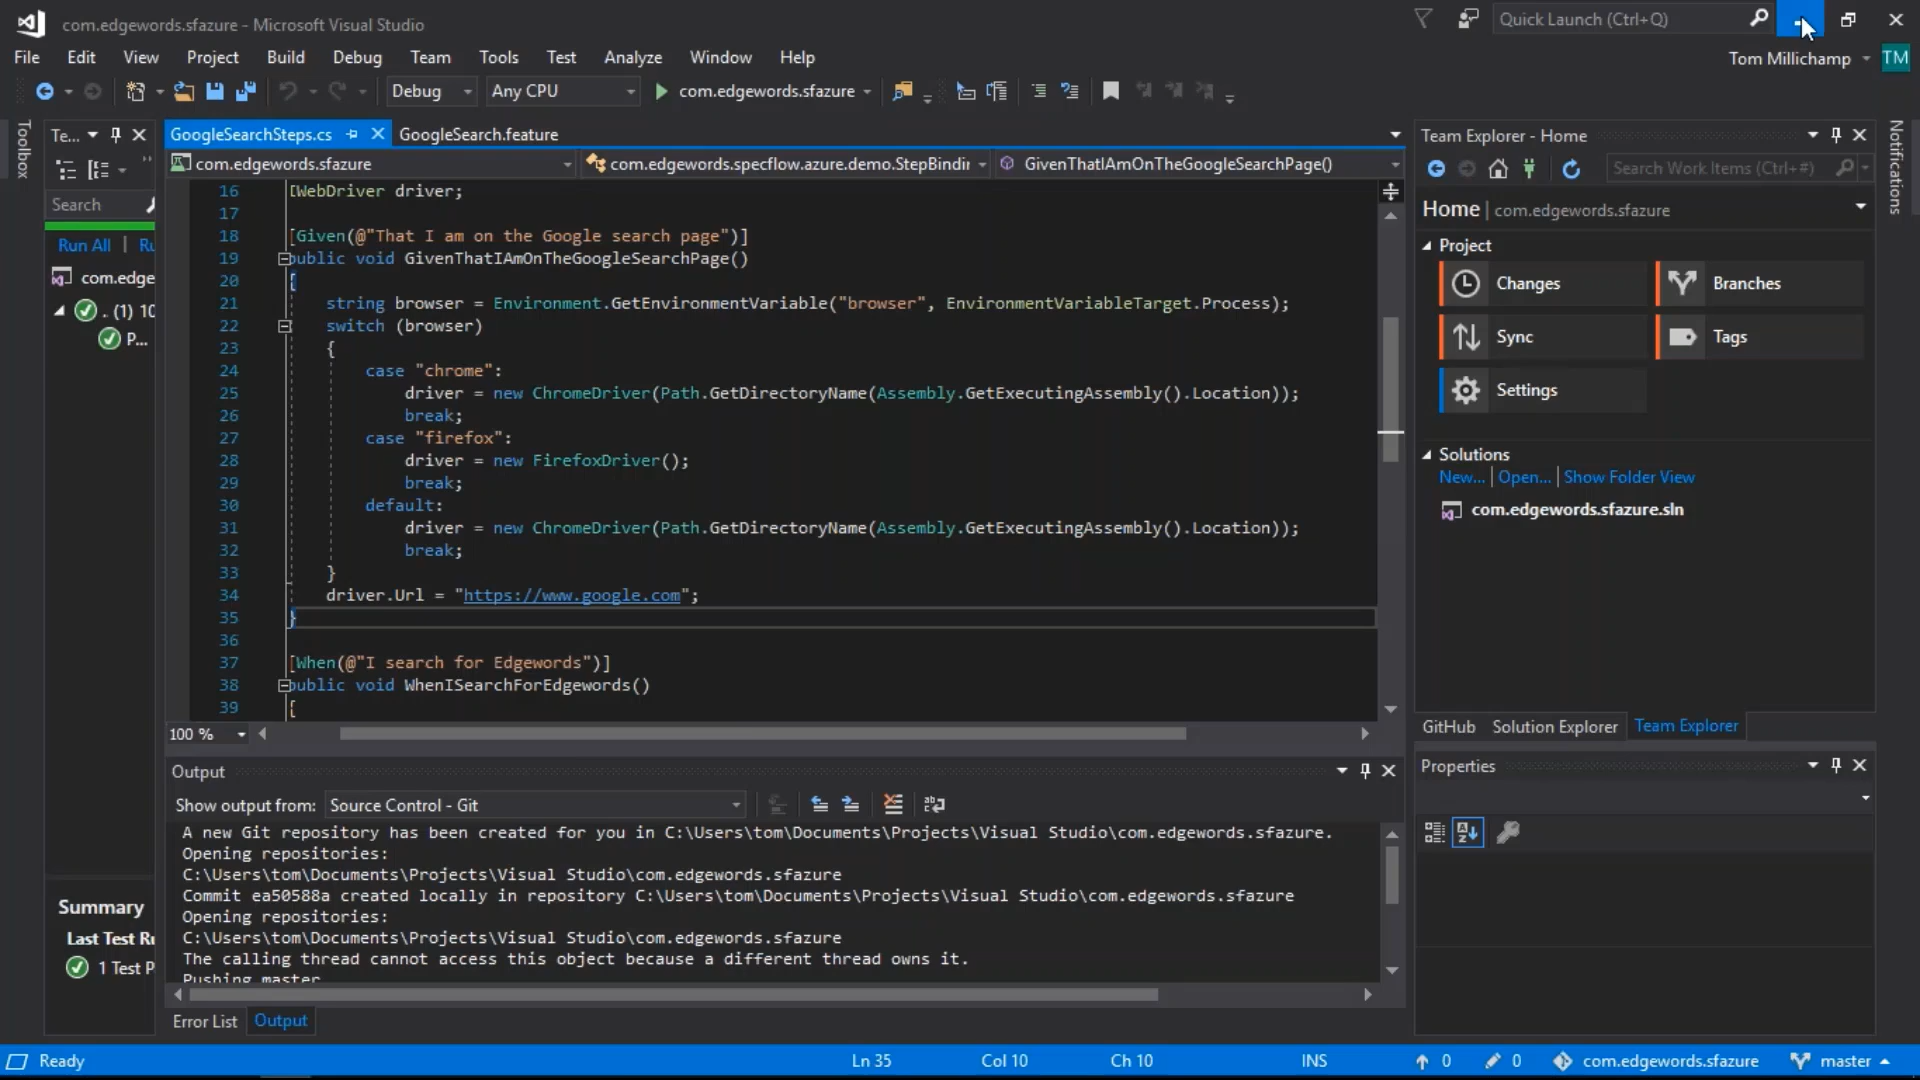 com.edgewords.sfazure - Microsoft Visual Studio
Quick Launch (Ctrl+Q)
File Edit View Project Build Debug Team Tools Test Analyze Window Help
Tom Millichamp TM
Debug Any CPU com.edgewords.sfazure
Toolbox
Te...
Search
Run All | Ru
com.edge
. (1) 10
P...
Summary
Last Test Ru
1 Test P
GoogleSearchSteps.cs GoogleSearch.feature
com.edgewords.sfazure com.edgewords.specflow.azure.demo.StepBindir GivenThatIAmOnTheGoogleSearchPage()
16 IWebDriver driver;
17
18 [Given(@"That I am on the Google search page")]
19 public void GivenThatIAmOnTheGoogleSearchPage()
20 {
21 string browser = Environment.GetEnvironmentVariable("browser", EnvironmentVariableTarget.Process);
22 switch (browser)
23 {
24 case "chrome":
25 driver = new ChromeDriver(Path.GetDirectoryName(Assembly.GetExecutingAssembly().Location));
26 break;
27 case "firefox":
28 driver = new FirefoxDriver();
29 break;
30 default:
31 driver = new ChromeDriver(Path.GetDirectoryName(Assembly.GetExecutingAssembly().Location));
32 break;
33 }
34 driver.Url = "https://www.google.com";
35 }
36
37 [When(@"I search for Edgewords")]
38 public void WhenISearchForEdgewords()
39 {
100 %
Output
Show output from: Source Control - Git
A new Git repository has been created for you in C:\Users\tom\Documents\Projects\Visual Studio\com.edgewords.sfazure.
Opening repositories:
C:\Users\tom\Documents\Projects\Visual Studio\com.edgewords.sfazure
Commit ea50588a created locally in repository C:\Users\tom\Documents\Projects\Visual Studio\com.edgewords.sfazure
Opening repositories:
C:\Users\tom\Documents\Projects\Visual Studio\com.edgewords.sfazure
The calling thread cannot access this object because a different thread owns it.
Pushing master
Error List Output
Team Explorer - Home
Search Work Items (Ctrl+#)
Home | com.edgewords.sfazure
Project
Changes Branches
Sync Tags
Settings
Solutions
New... | Open... | Show Folder View
com.edgewords.sfazure.sln
GitHub Solution Explorer Team Explorer
Properties
Notifications
Ready Ln 35 Col 10 Ch 10 INS 0 0 com.edgewords.sfazure master